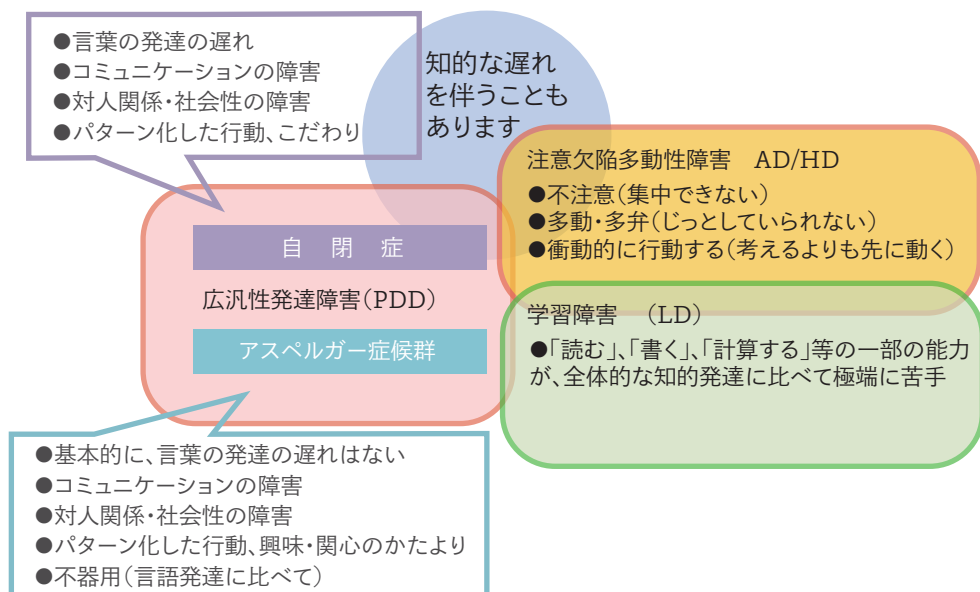 ●言葉の発達の遅れ
●コミュニケーションの障害
●対人関係・社会性の障害
●パターン化した行動、こだわり
知的な遅れ
を伴うことも
あります
注意欠陥多動性障害　AD/HD
●不注意(集中できない)
●多動・多弁(じっとしていられない)
●衝動的に行動する(考えるよりも先に動く)
自　閉　症
広汎性発達障害(PDD)
アスペルガー症候群
学習障害　(LD)
●「読む」、「書く」、「計算する」等の一部の能力
が、全体的な知的発達に比べて極端に苦手
●基本的に、言葉の発達の遅れはない
●コミュニケーションの障害
●対人関係・社会性の障害
●パターン化した行動、興味・関心のかたより
●不器用(言語発達に比べて)